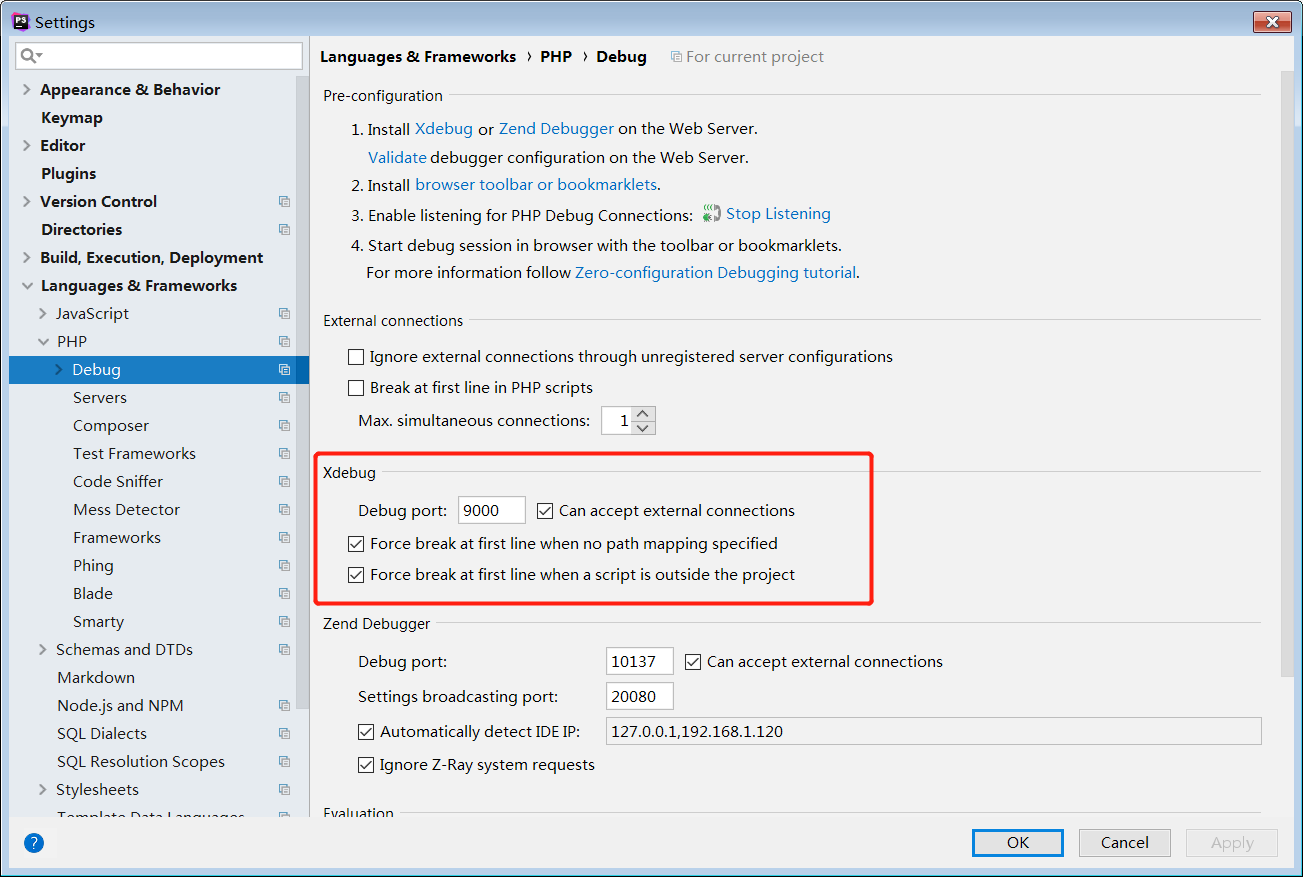 PS Settings
Appearance & Behavior
Keymap
Editor
Plugins
Version Control
Directories
Build, Execution, Deployment
Languages & Frameworks
JavaScript
PHP
Debug
Servers
Composer
Test Frameworks
Code Sniffer
Mess Detector
Frameworks
Phing
Blade
Smarty
Schemas and DTDs
Markdown
Node.js and NPM
SQL Dialects
SQL Resolution Scopes
Stylesheets
Template Data Languages
Languages & Frameworks › PHP › Debug For current project
Pre-configuration
1. Install Xdebug or Zend Debugger on the Web Server.
Validate debugger configuration on the Web Server.
2. Install browser toolbar or bookmarklets.
3. Enable listening for PHP Debug Connections: Stop Listening
4. Start debug session in browser with the toolbar or bookmarklets.
For more information follow Zero-configuration Debugging tutorial.
External connections
Ignore external connections through unregistered server configurations
Break at first line in PHP scripts
Max. simultaneous connections: 1
Xdebug
Debug port: 9000 Can accept external connections
Force break at first line when no path mapping specified
Force break at first line when a script is outside the project
Zend Debugger
Debug port: 10137 Can accept external connections
Settings broadcasting port: 20080
Automatically detect IDE IP: 127.0.0.1,192.168.1.120
Ignore Z-Ray system requests
Evaluation
? OK Cancel Apply